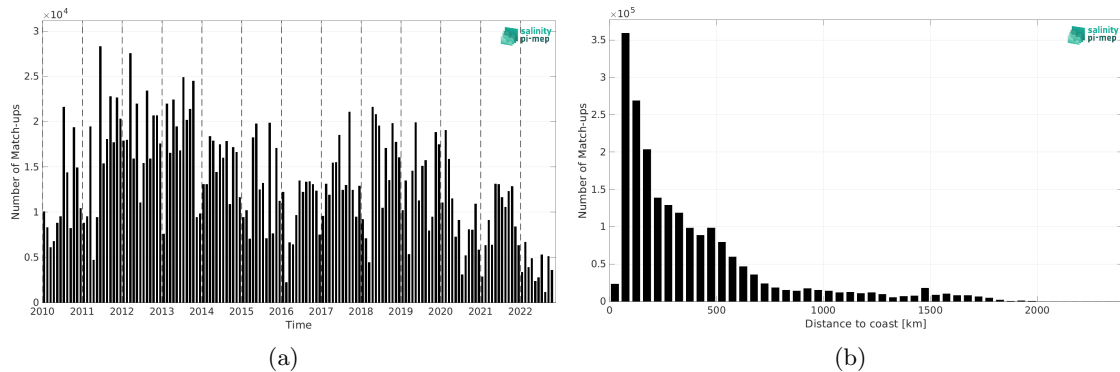 ×10⁴
3
2.5
2
1.5
1
0.5
0
Number of Match-ups
2010 2011 2012 2013 2014 2015 2016 2017 2018 2019 2020 2021 2022
Time
salinity
pi-mep
(a)
×10⁵
3.5
3
2.5
2
1.5
1
0.5
0
Number of Match-ups
0 500 1000 1500 2000
Distance to coast [km]
salinity
pi-mep
(b)